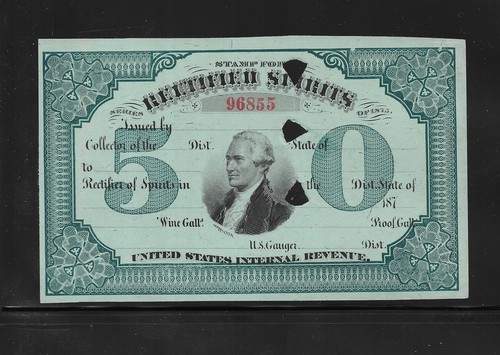 STAMP FOR
RECTIFIED SPIRITS
96855
SERIES OF 1875.
Issued by
Collector of the Dist. State of
50
to
Rectifier of Spirits in the Dist. State of
187
Wine Gall. Proof Gall.
U.S. Gauger. Dist.
UNITED STATES INTERNAL REVENUE.